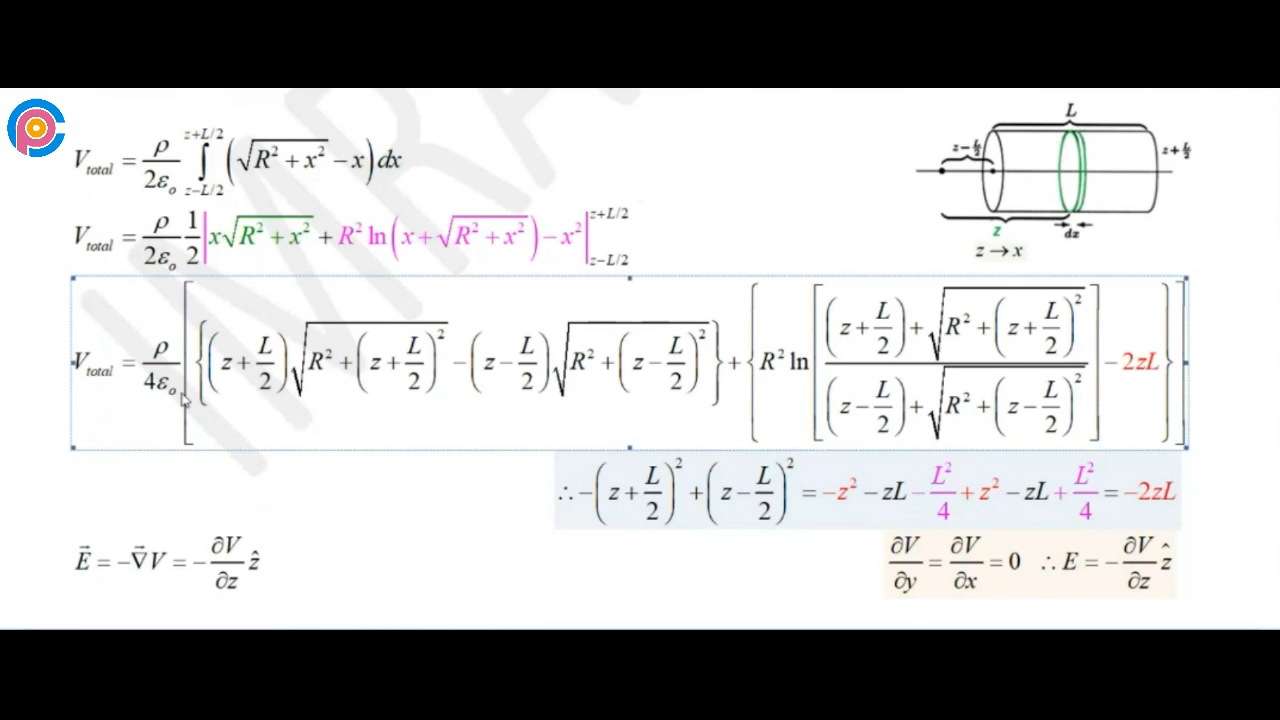 V_total = ρ/2ε_o ∫_{z−L/2}^{z+L/2} (√(R² + x²) − x) dx
V_total = ρ/2ε_o 1/2 |x√(R² + x²) + R² ln(x + √(R² + x²)) − x²|_{z−L/2}^{z+L/2}
V_total = ρ/4ε_o [{(z + L/2)√(R² + (z + L/2)²) − (z − L/2)√(R² + (z − L/2)²)} + {R² ln[((z + L/2) + √(R² + (z + L/2)²))/((z − L/2) + √(R² + (z − L/2)²))] − 2zL}]
∴ −(z + L/2)² + (z − L/2)² = −z² − zL − L²/4 + z² − zL + L²/4 = −2zL
E⃗ = −∇⃗V = −∂V/∂z ẑ
∂V/∂y = ∂V/∂x = 0 ∴ E = −∂V/∂z ẑ
L
z − L/2
z + L/2
z
dz
z → x
IMRA